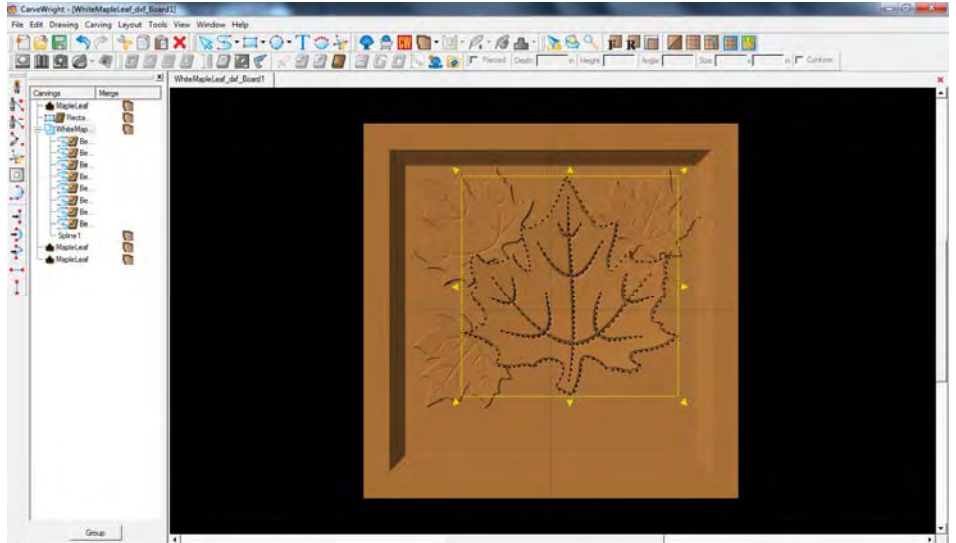 CarveWright - [WhiteMapleLeaf_dxf_Board1]
File Edit Drawing Carving Layout Tools View Window Help
Pierced Depth in Height Angle Size x in Conform
WhiteMapleLeaf_dxf_Board1
Carvings Merge
MapleLeaf
Recta...
WhiteMap...
Be...
Be...
Be...
Be...
Be...
Be...
Be...
Be...
Spline1
MapleLeaf
MapleLeaf
Group